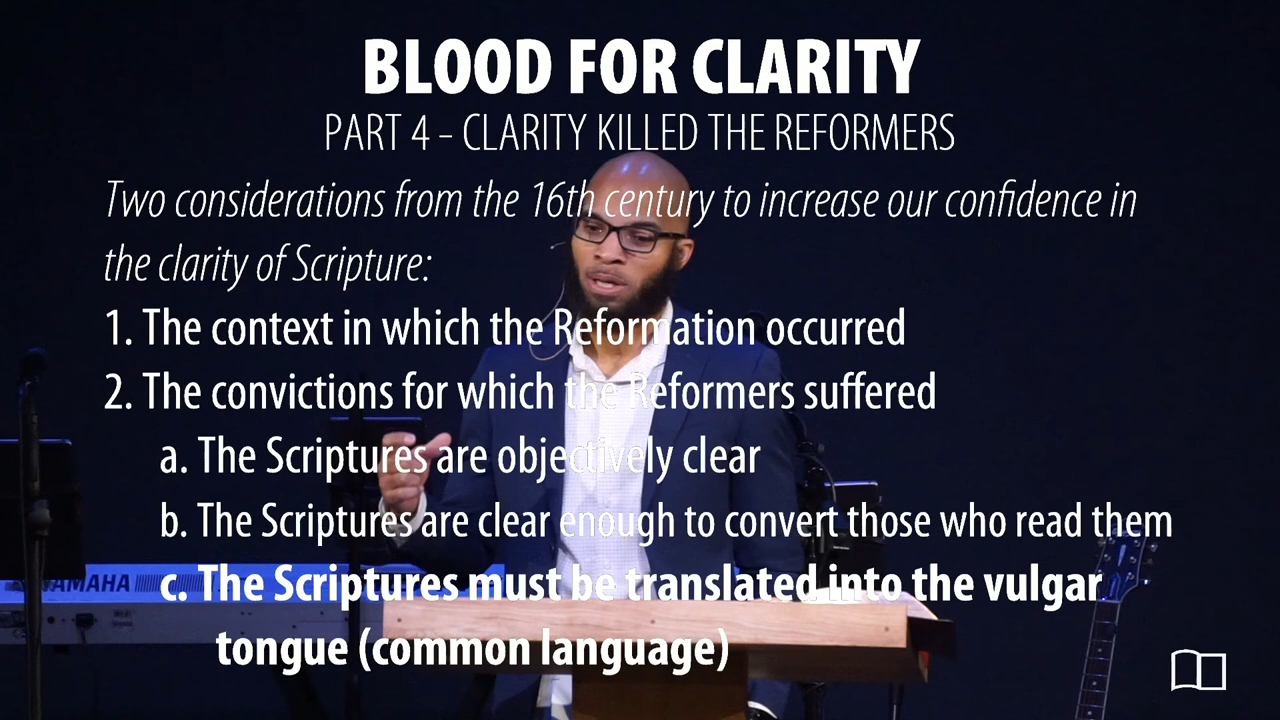 BLOOD FOR CLARITY
PART 4 – CLARITY KILLED THE REFORMERS
Two considerations from the 16th century to increase our confidence in
the clarity of Scripture:
1. The context in which the Reformation occurred
2. The convictions for which the Reformers suffered
a. The Scriptures are objectively clear
b. The Scriptures are clear enough to convert those who read them
c. The Scriptures must be translated into the vulgar
tongue (common language)
YAMAHA